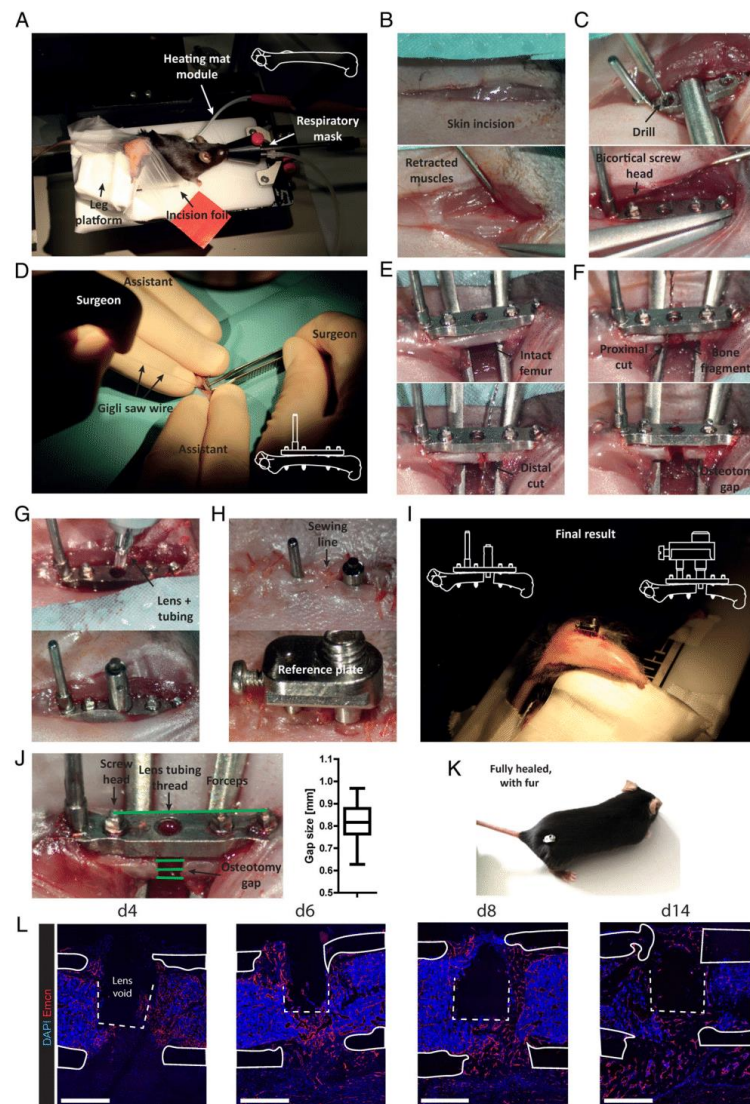 A
Heating mat
module
Respiratory
mask
Leg
platform
Incision foil
B
Skin incision
Retracted
muscles
C
Drill
Bicortical screw
head
D
Assistant
Surgeon
Surgeon
Gigli saw wire
Assistant
E
Intact
femur
Distal
cut
F
Proximal
cut
Bone
fragment
gap
G
Lens +
tubing
H
Sewing
line
Reference plate
I
Final result
J
Screw
head
Lens tubing
thread
Forceps
Osteotomy
gap
Gap size [mm]
1.1
1.0
0.9
0.8
0.7
0.6
0.5
K
Fully healed,
with fur
L
d4
d6
d8
d14
DAPI Emcn
Lens
void